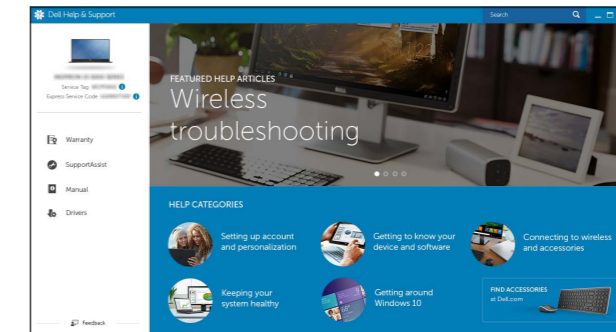 Dell Help & Support
Search
Service Tag:
Express Service Code:
Warranty
SupportAssist
Manual
Drivers
Feedback
FEATURED HELP ARTICLES
Wireless
troubleshooting
HELP CATEGORIES
Setting up account
and personalization
Getting to know your
device and software
Connecting to wireless
and accessories
Keeping your
system healthy
Getting around
Windows 10
FIND ACCESSORIES
at Dell.com